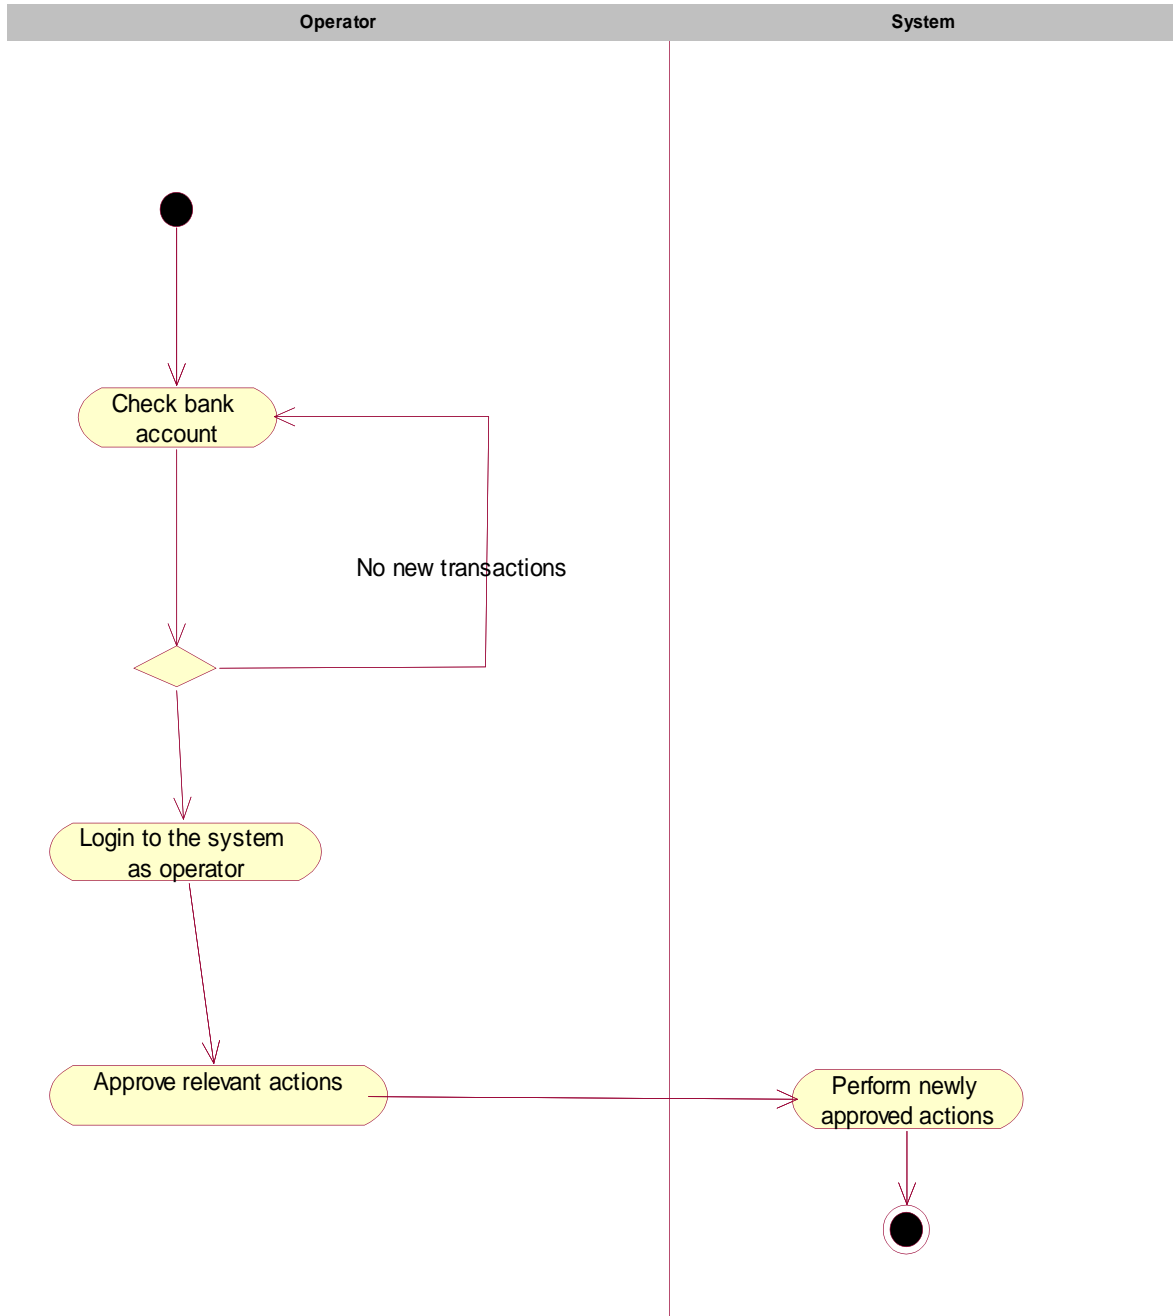 Operator
System
Check bank
account
No new transactions
Login to the system
as operator
Approve relevant actions
Perform newly
approved actions